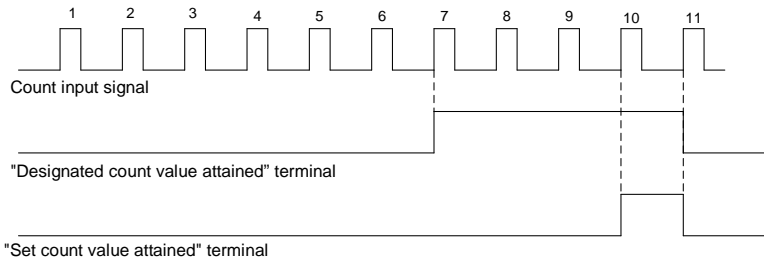 1 2 3 4 5 6 7 8 9 10 11
Count input signal
"Designated count value attained” terminal
"Set count value attained" terminal